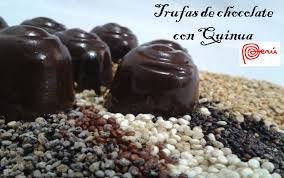 Trufas de chocolate
con Quinua
Perú